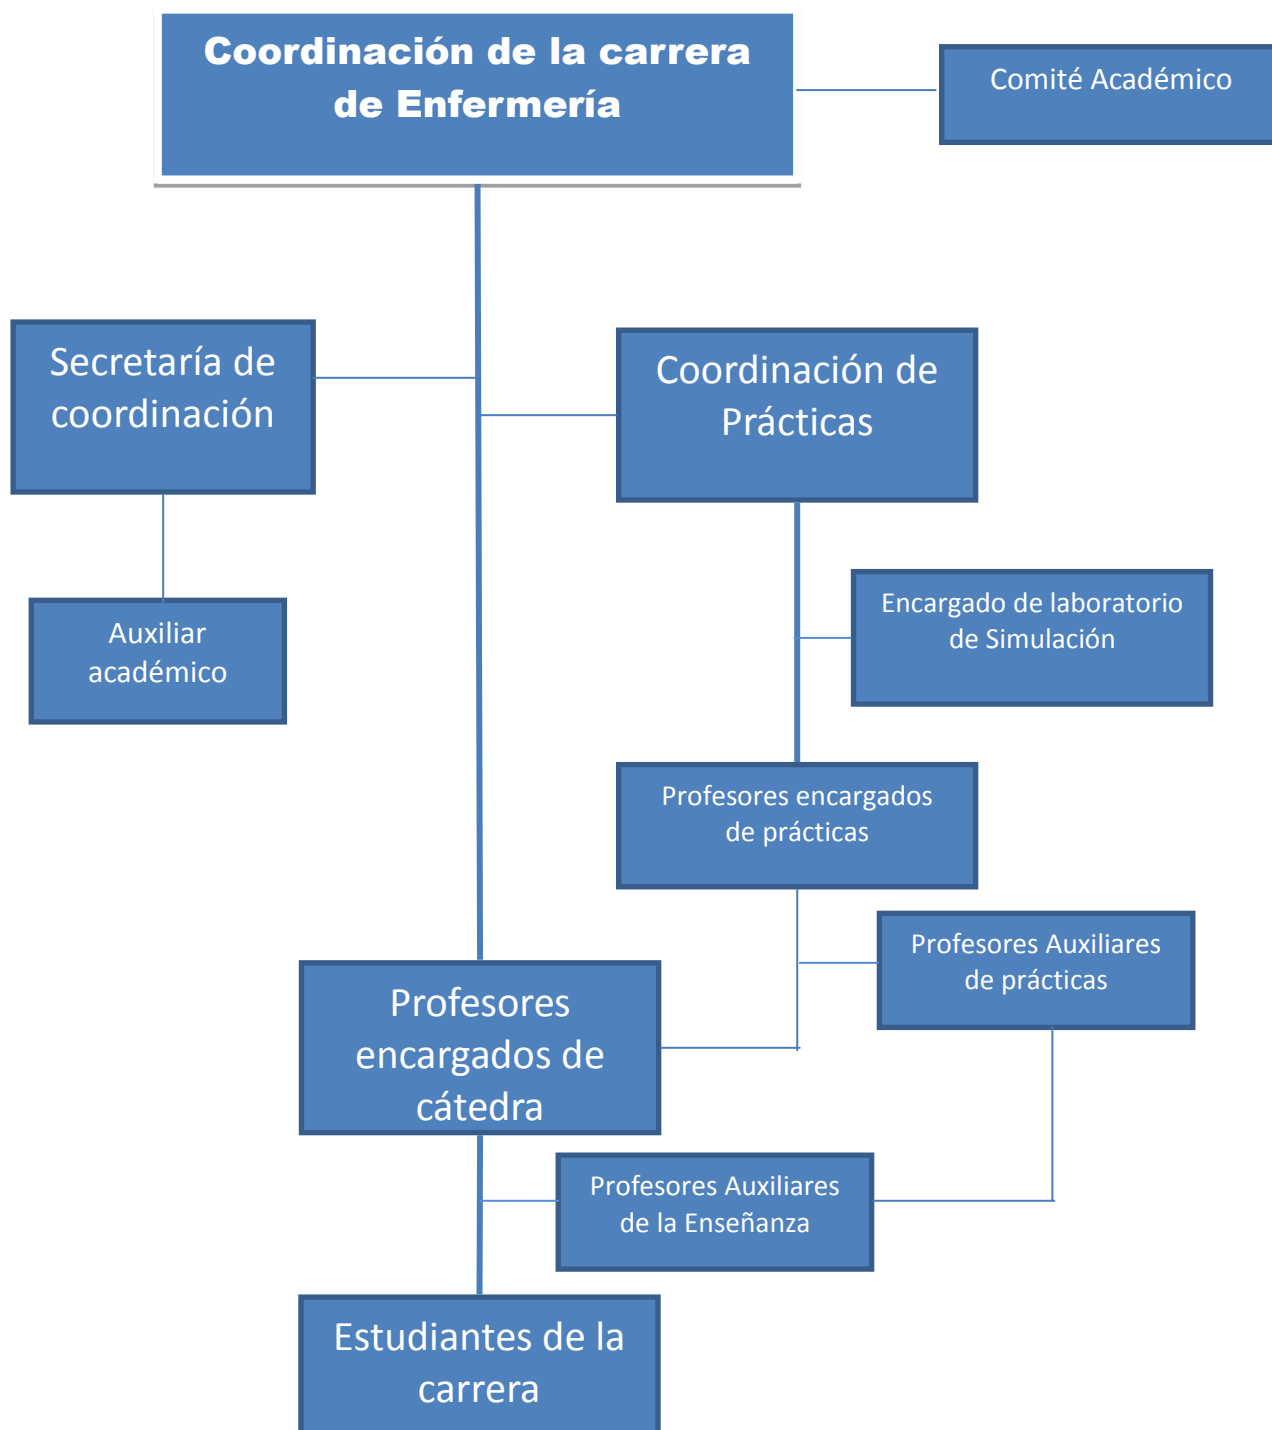 Coordinación de la carrera
de Enfermería
Comité Académico
Secretaría de
coordinación
Coordinación de
Prácticas
Auxiliar
académico
Encargado de laboratorio
de Simulación
Profesores encargados
de prácticas
Profesores Auxiliares
de prácticas
Profesores
encargados de
cátedra
Profesores Auxiliares
de la Enseñanza
Estudiantes de la
carrera